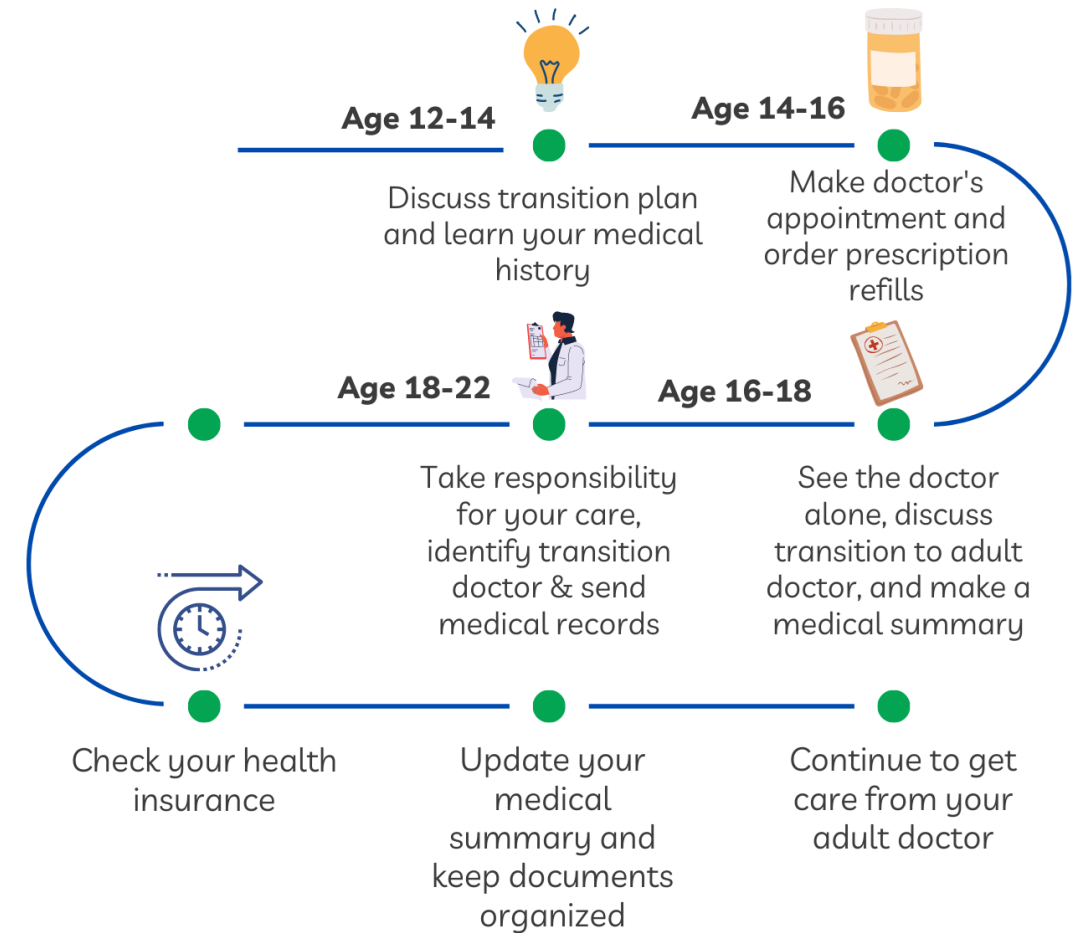 Age 12-14
Discuss transition plan
and learn your medical
history
Age 14-16
Make doctor's
appointment and
order prescription
refills
Age 16-18
See the doctor
alone, discuss
transition to adult
doctor, and make a
medical summary
Age 18-22
Take responsibility
for your care,
identify transition
doctor & send
medical records
Check your health
insurance
Update your
medical
summary and
keep documents
organized
Continue to get
care from your
adult doctor